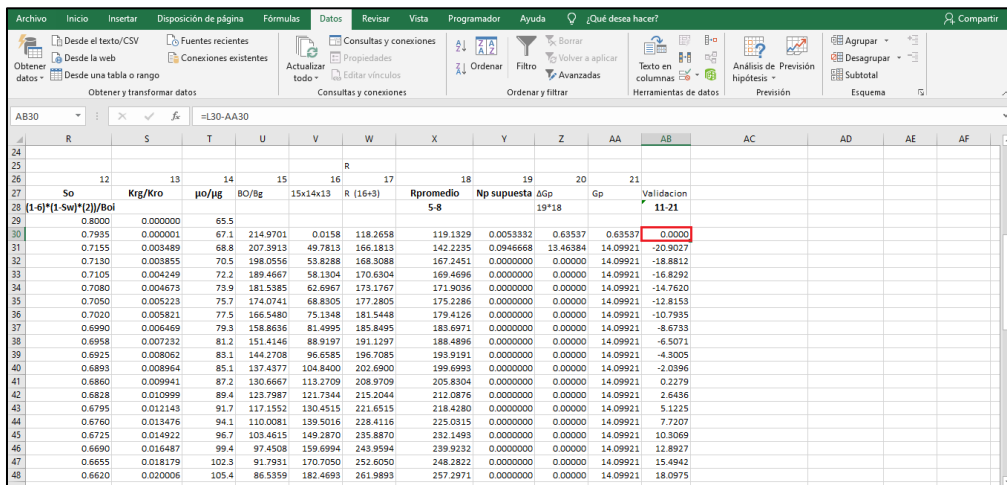 Archivo Inicio Insertar Disposición de página Fórmulas Datos Revisar Vista Programador Ayuda ¿Qué desea hacer? Compartir
Obtener datos
Desde el texto/CSV
Desde la web
Desde una tabla o rango
Fuentes recientes
Conexiones existentes
Obtener y transformar datos
Actualizar todo
Consultas y conexiones
Propiedades
Editar vínculos
Consultas y conexiones
Ordenar
Filtro
Borrar
Volver a aplicar
Avanzadas
Ordenar y filtrar
Texto en columnas
Herramientas de datos
Análisis de hipótesis
Previsión
Previsión
Agrupar
Desagrupar
Subtotal
Esquema
AB30 fx =L30-AA30
R S T U V W X Y Z AA AB AC AD AE AF
24
25 R
26 12 13 14 15 16 17 18 19 20 21
27 So Krg/Kro µo/µg BO/Bg 15x14x13 R (16+3) Rpromedio Np supuesta ΔGp Gp Validacion
28 (1-6)*(1-Sw)*(2))/Boi 5-8 19*18 11-21
29 0.8000 0.000000 65.5
30 0.7935 0.000001 67.1 214.9701 0.0158 118.2658 119.1329 0.0053332 0.63537 0.63537 0.0000
31 0.7155 0.003489 68.8 207.3913 49.7813 166.1813 142.2235 0.0946668 13.46384 14.09921 -20.9027
32 0.7130 0.003855 70.5 198.0556 53.8288 168.3088 167.2451 0.0000000 0.00000 14.09921 -18.8812
33 0.7105 0.004249 72.2 189.4667 58.1304 170.6304 169.4696 0.0000000 0.00000 14.09921 -16.8292
34 0.7080 0.004673 73.9 181.5385 62.6967 173.1767 171.9036 0.0000000 0.00000 14.09921 -14.7620
35 0.7050 0.005223 75.7 174.0741 68.8305 177.2805 175.2286 0.0000000 0.00000 14.09921 -12.8153
36 0.7020 0.005821 77.5 166.5480 75.1348 181.5448 179.4126 0.0000000 0.00000 14.09921 -10.7935
37 0.6990 0.006469 79.3 158.8636 81.4995 185.8495 183.6971 0.0000000 0.00000 14.09921 -8.6733
38 0.6958 0.007232 81.2 151.4146 88.9197 191.1297 188.4896 0.0000000 0.00000 14.09921 -6.5071
39 0.6925 0.008062 83.1 144.2708 96.6585 196.7085 193.9191 0.0000000 0.00000 14.09921 -4.3005
40 0.6893 0.008964 85.1 137.4377 104.8400 202.6900 199.6993 0.0000000 0.00000 14.09921 -2.0396
41 0.6860 0.009941 87.2 130.6667 113.2709 208.9709 205.8304 0.0000000 0.00000 14.09921 0.2279
42 0.6828 0.010999 89.4 123.7987 121.7344 215.2044 212.0876 0.0000000 0.00000 14.09921 2.6436
43 0.6795 0.012143 91.7 117.1552 130.4515 221.6515 218.4280 0.0000000 0.00000 14.09921 5.1225
44 0.6760 0.013476 94.1 110.0081 139.5016 228.4116 225.0315 0.0000000 0.00000 14.09921 7.7207
45 0.6725 0.014922 96.7 103.4615 149.2870 235.8870 232.1493 0.0000000 0.00000 14.09921 10.3069
46 0.6690 0.016487 99.4 97.4508 159.6994 243.9594 239.9232 0.0000000 0.00000 14.09921 12.8927
47 0.6655 0.018179 102.3 91.7931 170.7050 252.6050 248.2822 0.0000000 0.00000 14.09921 15.4942
48 0.6620 0.020006 105.4 86.5359 182.4693 261.9893 257.2971 0.0000000 0.00000 14.09921 18.0975